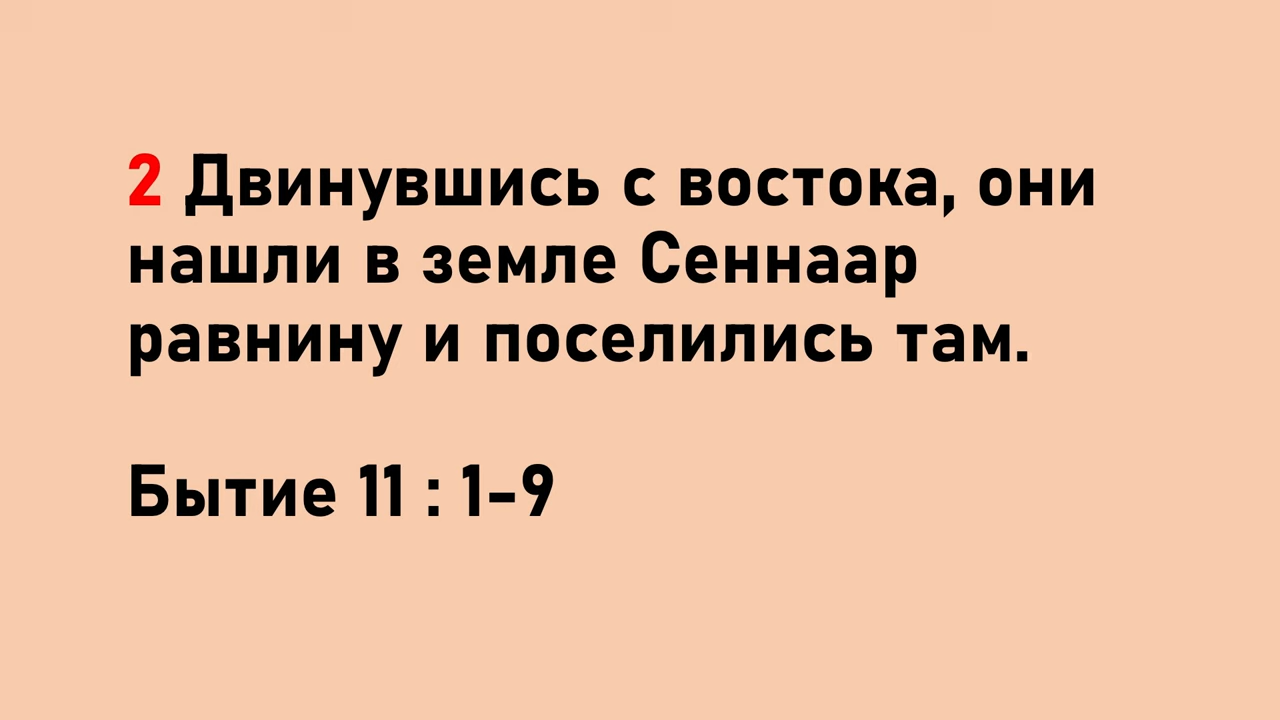 2 Двинувшись с востока, они
нашли в земле Сеннаар
равнину и поселились там.
Бытие 11 : 1-9